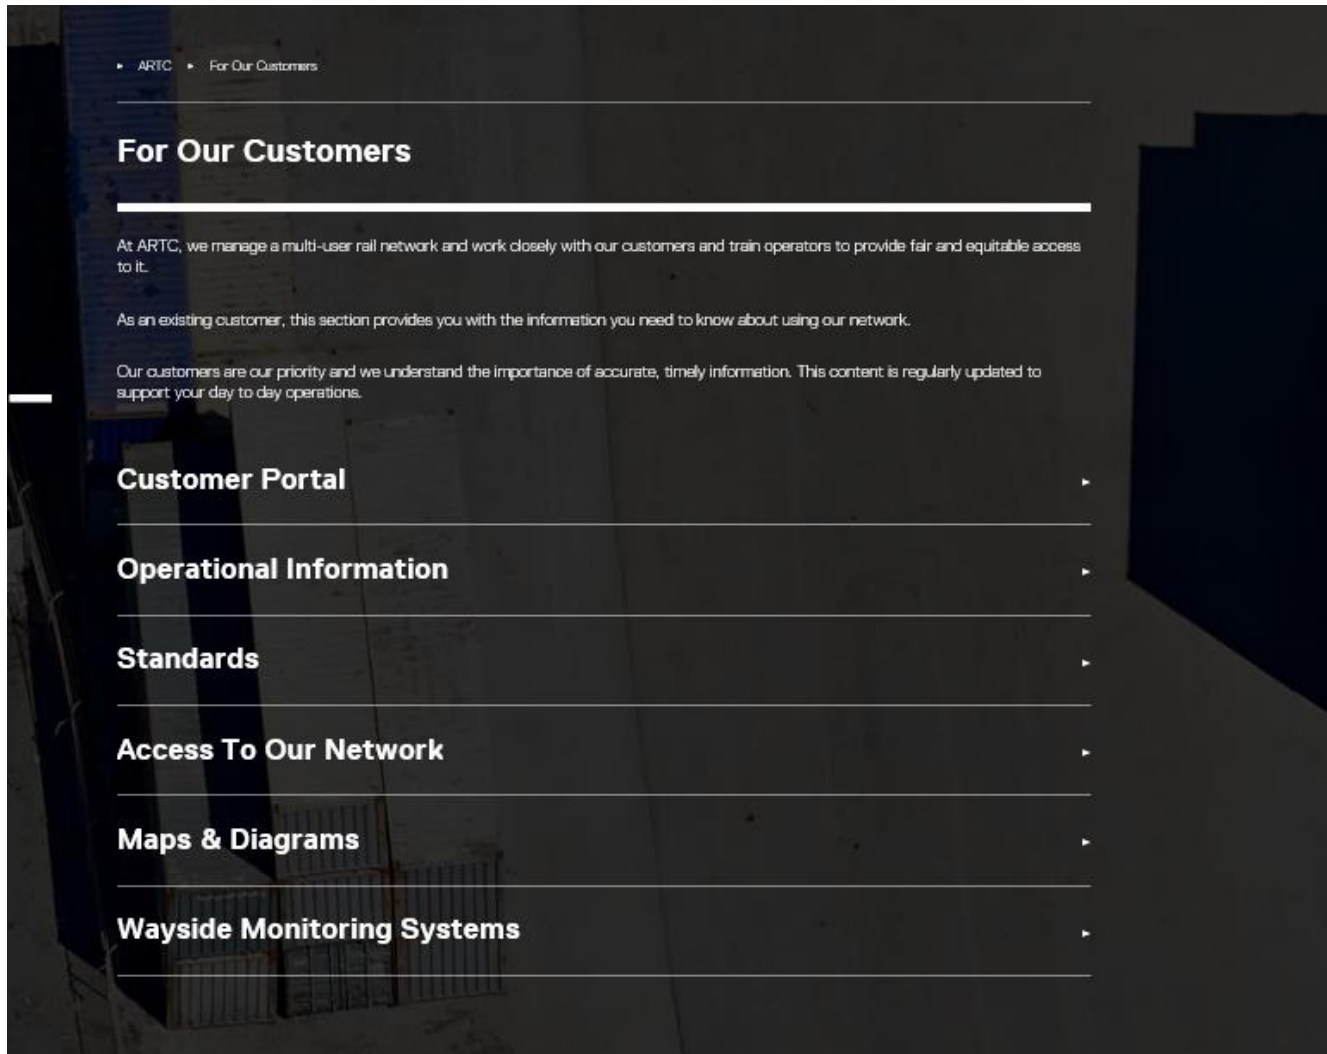 ARTC For Our Customers
For Our Customers
At ARTC, we manage a multi-user rail network and work closely with our customers and train operators to provide fair and equitable access
to it.
As an existing customer, this section provides you with the information you need to know about using our network.
Our customers are our priority and we understand the importance of accurate, timely information. This content is regularly updated to
support your day to day operations.
Customer Portal
Operational Information
Standards
Access To Our Network
Maps & Diagrams
Wayside Monitoring Systems